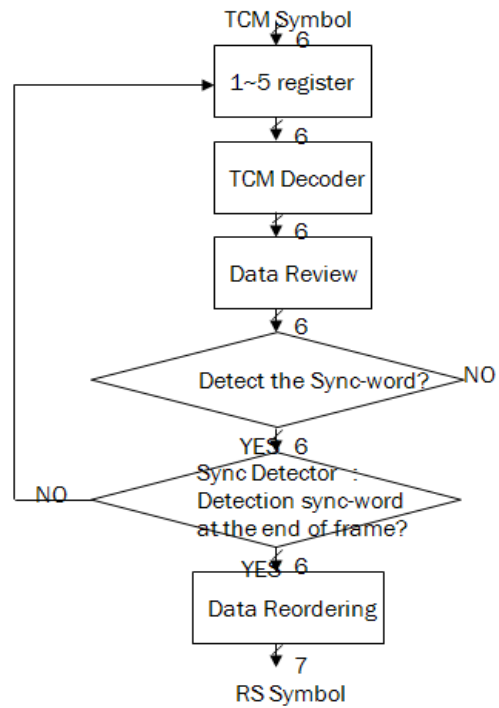 TCM Symbol
6
1~5 register
6
TCM Decoder
6
Data Review
6
Detect the Sync-word?
NO
YES
6
Sync Detector :
Detection sync-word
at the end of frame?
NO
YES
6
Data Reordering
7
RS Symbol